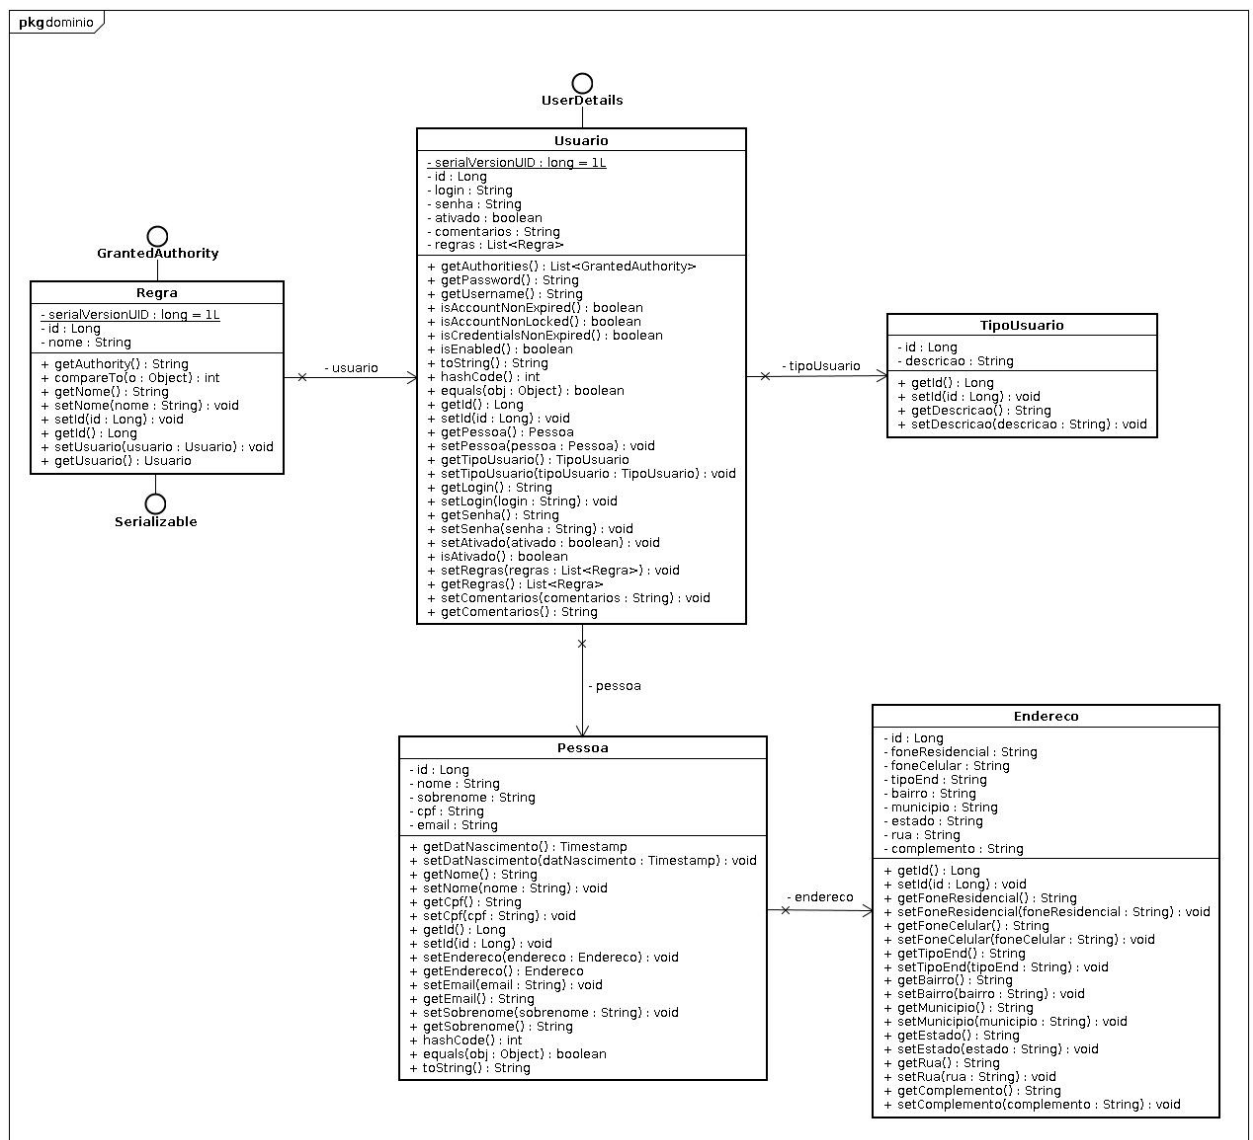 pkg dominio
UserDetails
Usuario
- serialVersionUID : long = 1L
- id : Long
- login : String
- senha : String
- ativado : boolean
- comentarios : String
- regras : List<Regra>
+ getAuthorities() : List<GrantedAuthority>
+ getPassword() : String
+ getUsername() : String
+ isAccountNonExpired() : boolean
+ isAccountNonLocked() : boolean
+ isCredentialsNonExpired() : boolean
+ isEnabled() : boolean
+ toString() : String
+ hashCode() : int
+ equals(obj : Object) : boolean
+ getId() : Long
+ setId(id : Long) : void
+ getPessoa() : Pessoa
+ setPessoa(pessoa : Pessoa) : void
+ getTipoUsuario() : TipoUsuario
+ setTipoUsuario(tipoUsuario : TipoUsuario) : void
+ getLogin() : String
+ setLogin(login : String) : void
+ getSenha() : String
+ setSenha(senha : String) : void
+ setAtivado(ativado : boolean) : void
+ isAtivado() : boolean
+ setRegras(regras : List<Regra>) : void
+ getRegras() : List<Regra>
+ setComentarios(comentarios : String) : void
+ getComentarios() : String
GrantedAuthority
Regra
- serialVersionUID : long = 1L
- id : Long
- nome : String
+ getAuthority() : String
+ compareTo(o : Object) : int
+ getNome() : String
+ setNome(nome : String) : void
+ setId(id : Long) : void
+ getId() : Long
+ setUsuario(usuario : Usuario) : void
+ getUsuario() : Usuario
Serializable
- usuario
- tipoUsuario
TipoUsuario
- id : Long
- descricao : String
+ getId() : Long
+ setId(id : Long) : void
+ getDescricao() : String
+ setDescricao(descricao : String) : void
- pessoa
Pessoa
- id : Long
- nome : String
- sobrenome : String
- cpf : String
- email : String
+ getDatNascimento() : Timestamp
+ setDatNascimento(datNascimento : Timestamp) : void
+ getNome() : String
+ setNome(nome : String) : void
+ getCpf() : String
+ setCpf(cpf : String) : void
+ getId() : Long
+ setId(id : Long) : void
+ setEndereco(endereco : Endereco) : void
+ getEndereco() : Endereco
+ setEmail(email : String) : void
+ getEmail() : String
+ setSobrenome(sobrenome : String) : void
+ getSobrenome() : String
+ hashCode() : int
+ equals(obj : Object) : boolean
+ toString() : String
- endereco
Endereco
- id : Long
- foneResidencial : String
- foneCelular : String
- tipoEnd : String
- bairro : String
- municipio : String
- estado : String
- rua : String
- complemento : String
+ getId() : Long
+ setId(id : Long) : void
+ getFoneResidencial() : String
+ setFoneResidencial(foneResidencial : String) : void
+ getFoneCelular() : String
+ setFoneCelular(foneCelular : String) : void
+ getTipoEnd() : String
+ setTipoEnd(tipoEnd : String) : void
+ getBairro() : String
+ setBairro(bairro : String) : void
+ getMunicipio() : String
+ setMunicipio(municipio : String) : void
+ getEstado() : String
+ setEstado(estado : String) : void
+ getRua() : String
+ setRua(rua : String) : void
+ getComplemento() : String
+ setComplemento(complemento : String) : void